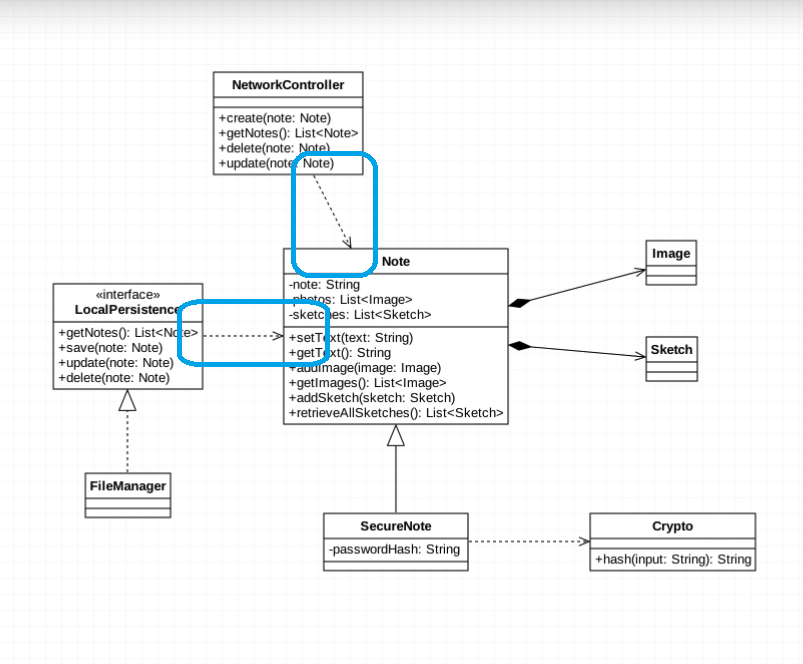 NetworkController
+create(note: Note)
+getNotes(): List<Note>
+delete(note: Note)
+update(note: Note)
Note
-note: String
-photos: List<Image>
-sketches: List<Sketch>
+setText(text: String)
+getText(): String
+addImage(image: Image)
+getImages(): List<Image>
+addSketch(sketch: Sketch)
+retrieveAllSketches(): List<Sketch>
Image
Sketch
«interface»
LocalPersistence
+getNotes(): List<Note>
+save(note: Note)
+update(note: Note)
+delete(note: Note)
FileManager
SecureNote
-passwordHash: String
Crypto
+hash(input: String): String